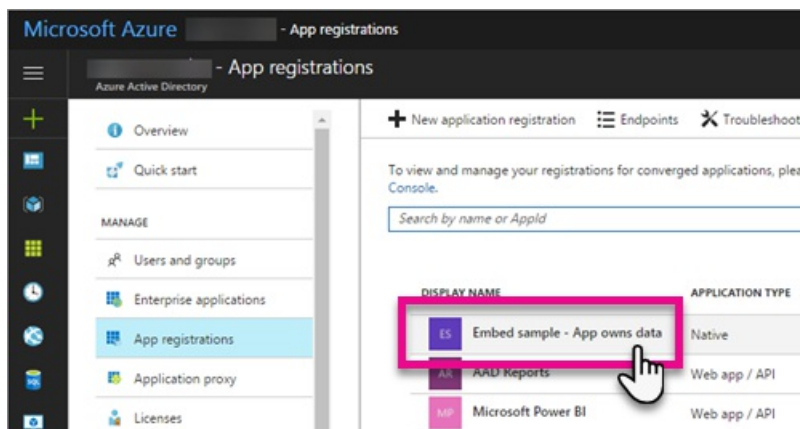 Microsoft Azure - App registrations
- App registrations
Azure Active Directory
Overview
Quick start
MANAGE
Users and groups
Enterprise applications
App registrations
Application proxy
Licenses
New application registration Endpoints Troubleshoot
To view and manage your registrations for converged applications, plea
Console.
Search by name or AppId
DISPLAY NAME APPLICATION TYPE
ES Embed sample - App owns data Native
AR AAD Reports Web app / API
MP Microsoft Power BI Web app / API
SQL